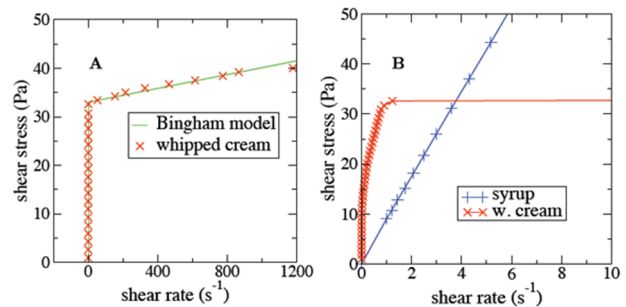 50
40
30
20
10
0
shear stress (Pa)
A
Bingham model
whipped cream
0 400 800 1200
shear rate (s-1)
50
40
30
20
10
0
shear stress (Pa)
B
syrup
w. cream
0 2 4 6 8 10
shear rate (s-1)